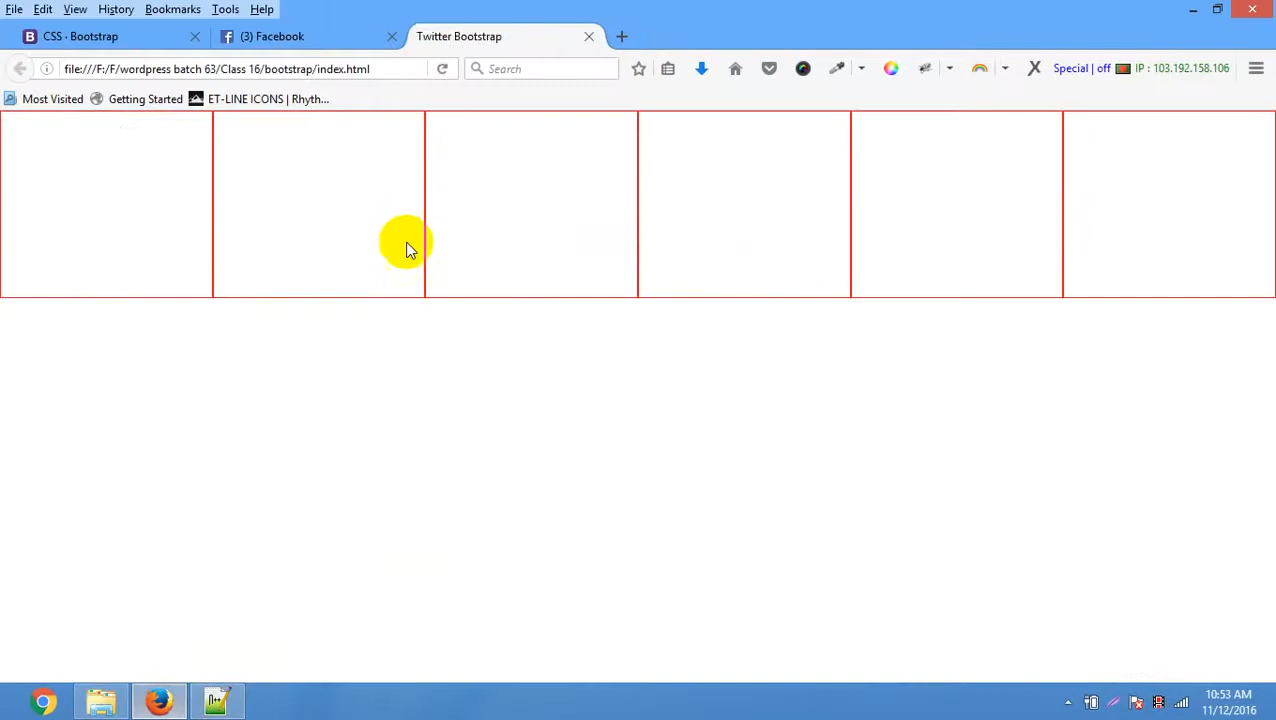 File Edit View History Bookmarks Tools Help
CSS · Bootstrap (3) Facebook Twitter Bootstrap
file:///F:/F/wordpress batch 63/Class 16/bootstrap/index.html Search Special | off IP : 103.192.158.106
Most Visited Getting Started ET-LINE ICONS | Rhyth...
10:53 AM
11/12/2016